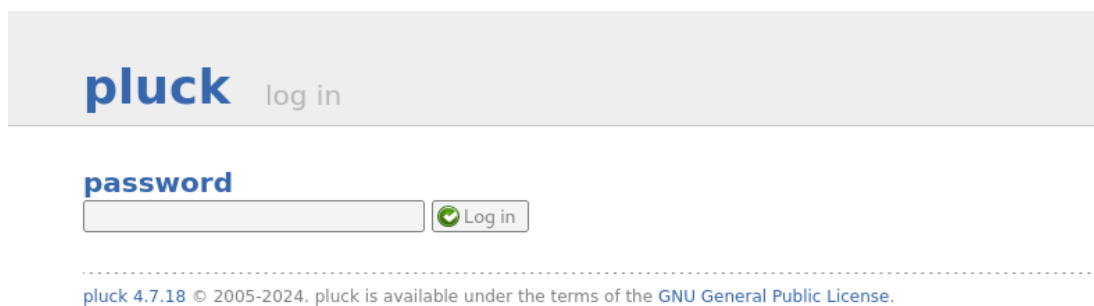 pluck log in
password
Log in
pluck 4.7.18 © 2005-2024. pluck is available under the terms of the GNU General Public License.